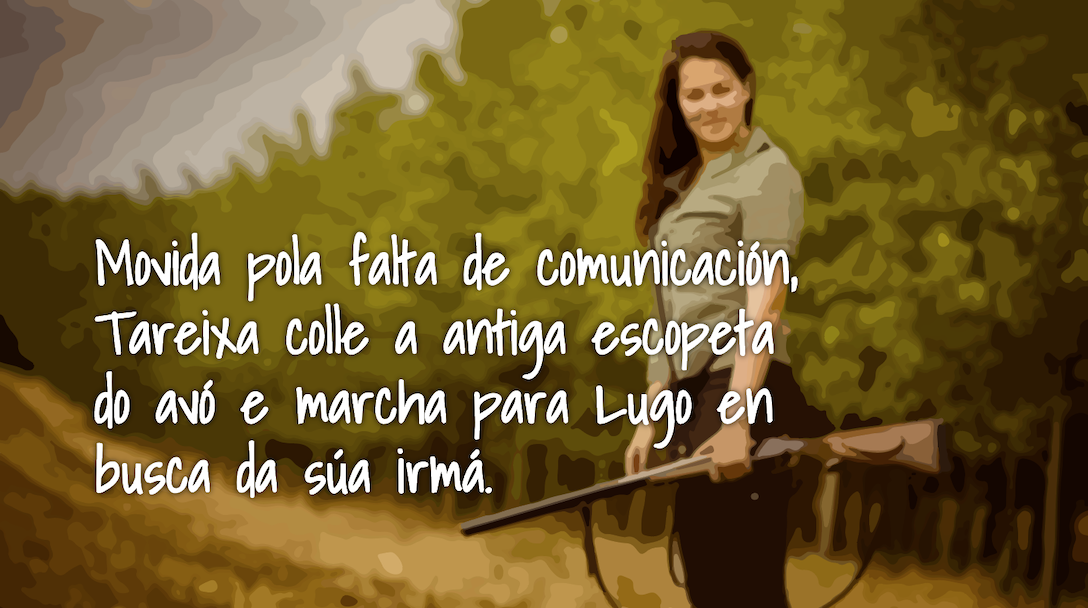 Movida pola falta de comunicación,
Tareixa colle a antiga escopeta
do avó e marcha para Lugo en
busca da súa irmá.